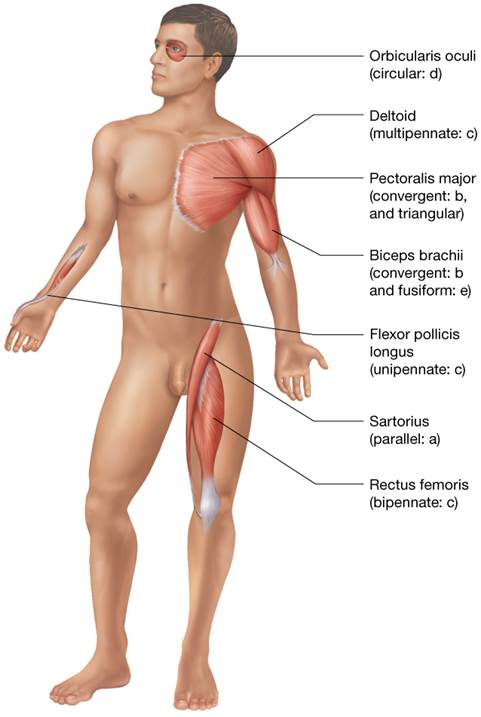 Orbicularis oculi
(circular: d)
Deltoid
(multipennate: c)
Pectoralis major
(convergent: b,
and triangular)
Biceps brachii
(convergent: b
and fusiform: e)
Flexor pollicis
longus
(unipennate: c)
Sartorius
(parallel: a)
Rectus femoris
(bipennate: c)